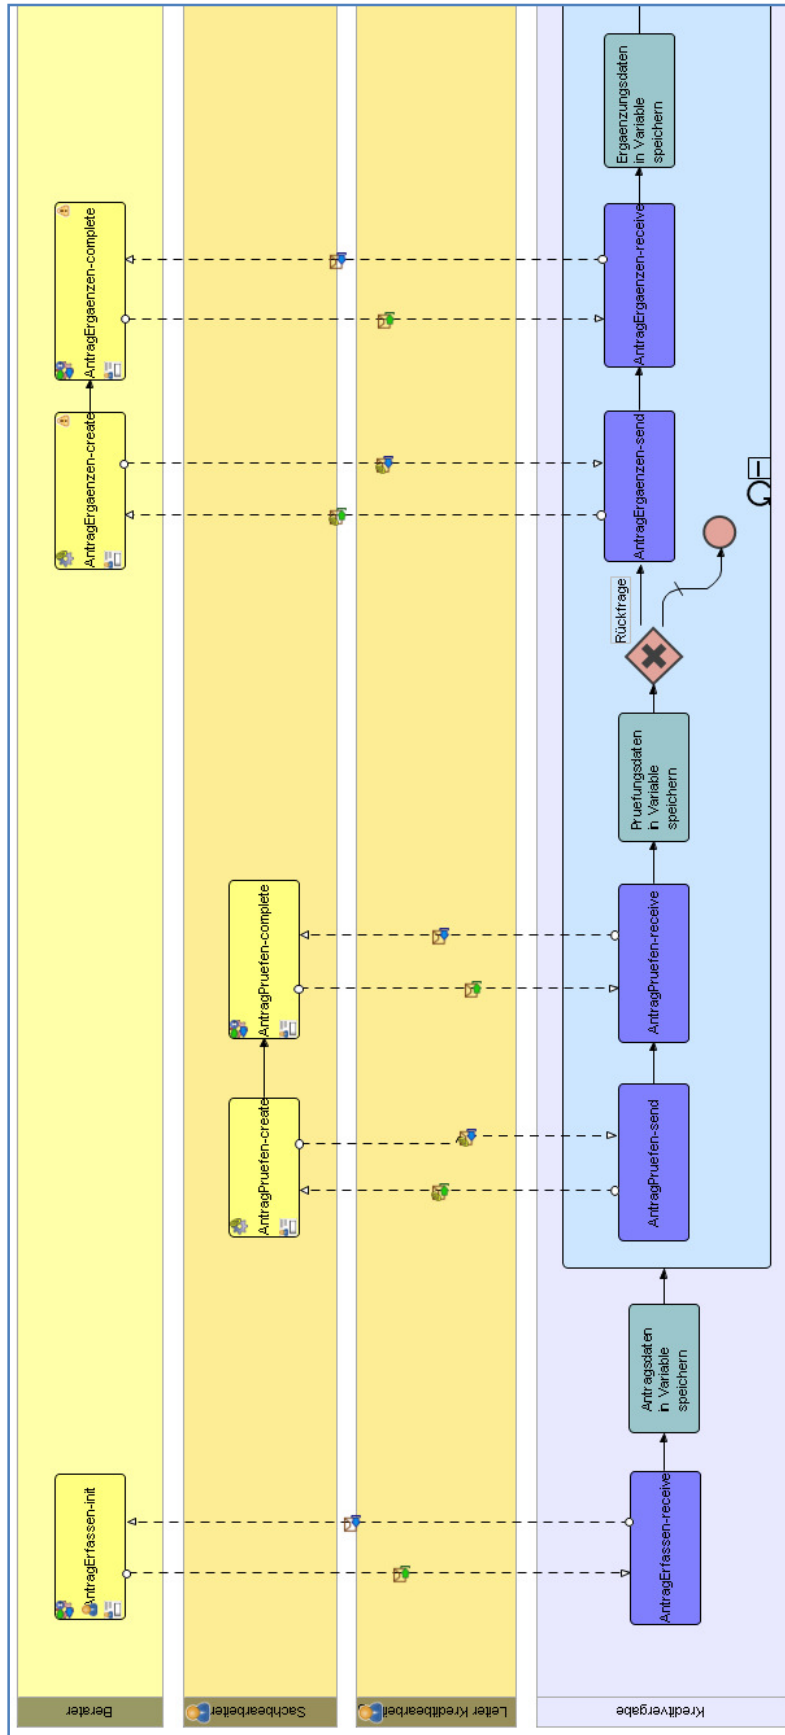 Berater
AntragErfassen-init
AntragErgaenzen-create
AntragErgaenzen-complete
Sachbearbeiter
AntragPruefen-create
AntragPruefen-complete
Leiter Kreditbearbei
Kreditvergabe
AntragErfassen-receive
Antragsdaten
in Variable
speichern
AntragPruefen-send
AntragPruefen-receive
Pruefungsdaten
in Variable
speichern
Rückfrage
AntragErgaenzen-send
AntragErgaenzen-receive
Ergaenzungsdaten
in Variable
speichern